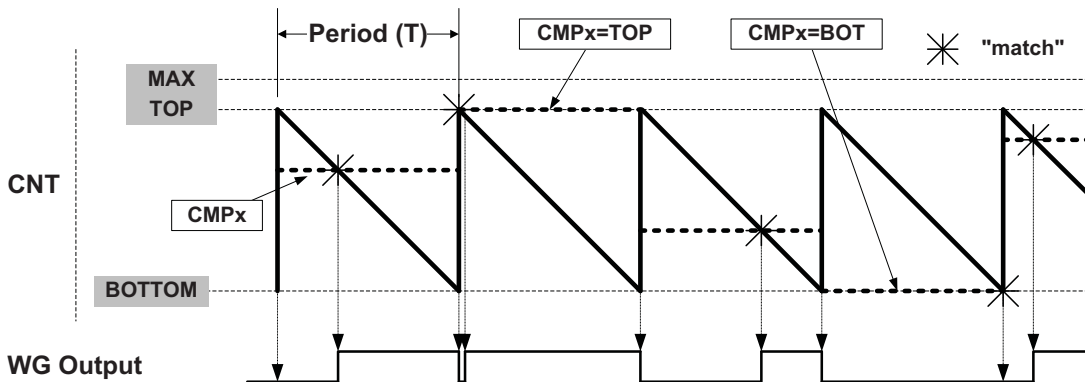 Period (T)
CMPx=TOP
CMPx=BOT
"match"
MAX
TOP
CNT
CMPx
BOTTOM
WG Output